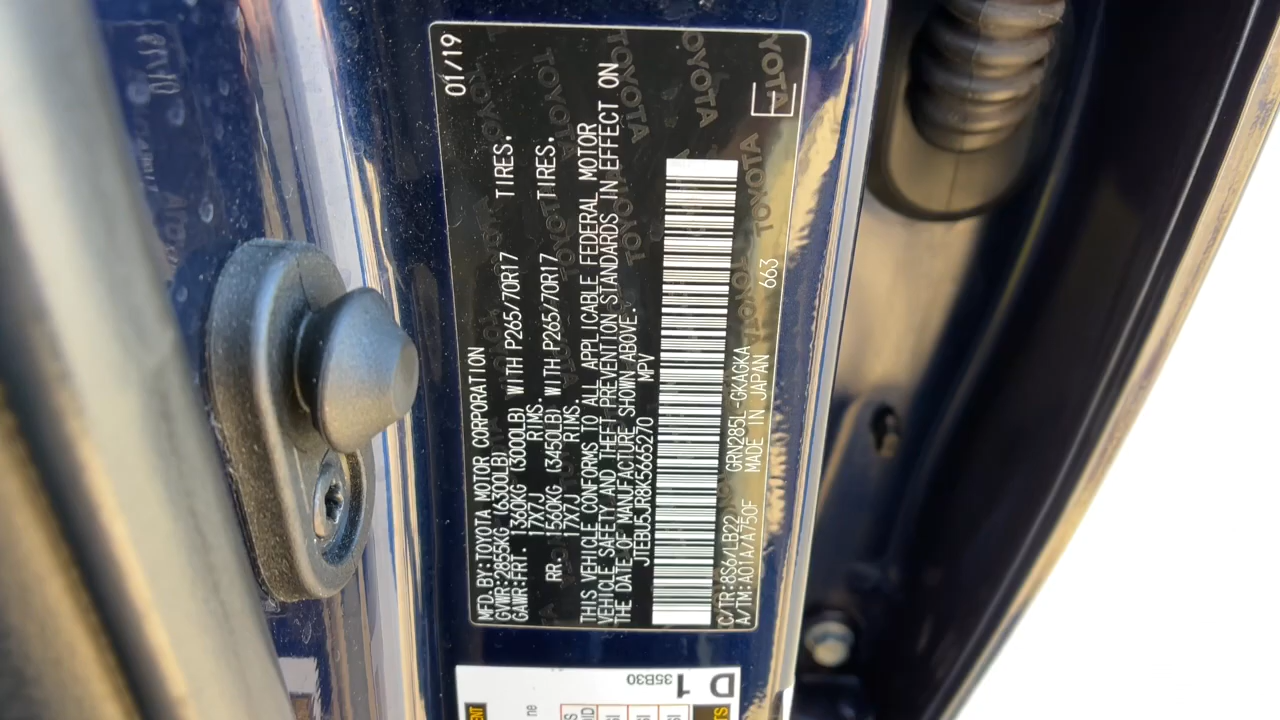 01/19
MFD.BY:TOYOTA MOTOR CORPORATION
GVWR:2855KG (6300LB)
GAWR:FRT. 1360KG (3000LB) WITH P265/70R17 TIRES.
17X7J RIMS.
RR. 1560KG (3450LB) WITH P265/70R17 TIRES.
17X7J RIMS.
THIS VEHICLE CONFORMS TO ALL APPLICABLE FEDERAL MOTOR
VEHICLE SAFETY AND THEFT PREVENTION STANDARDS IN EFFECT ON
THE DATE OF MANUFACTURE SHOWN ABOVE.
JTEBU5JR8K5665270 MPV
C/TR:8S6/LB22 GRN285L-GKAGKA 663
A/TM:A01A/A750F MADE IN JAPAN
TOYOTA
D 1
35B30